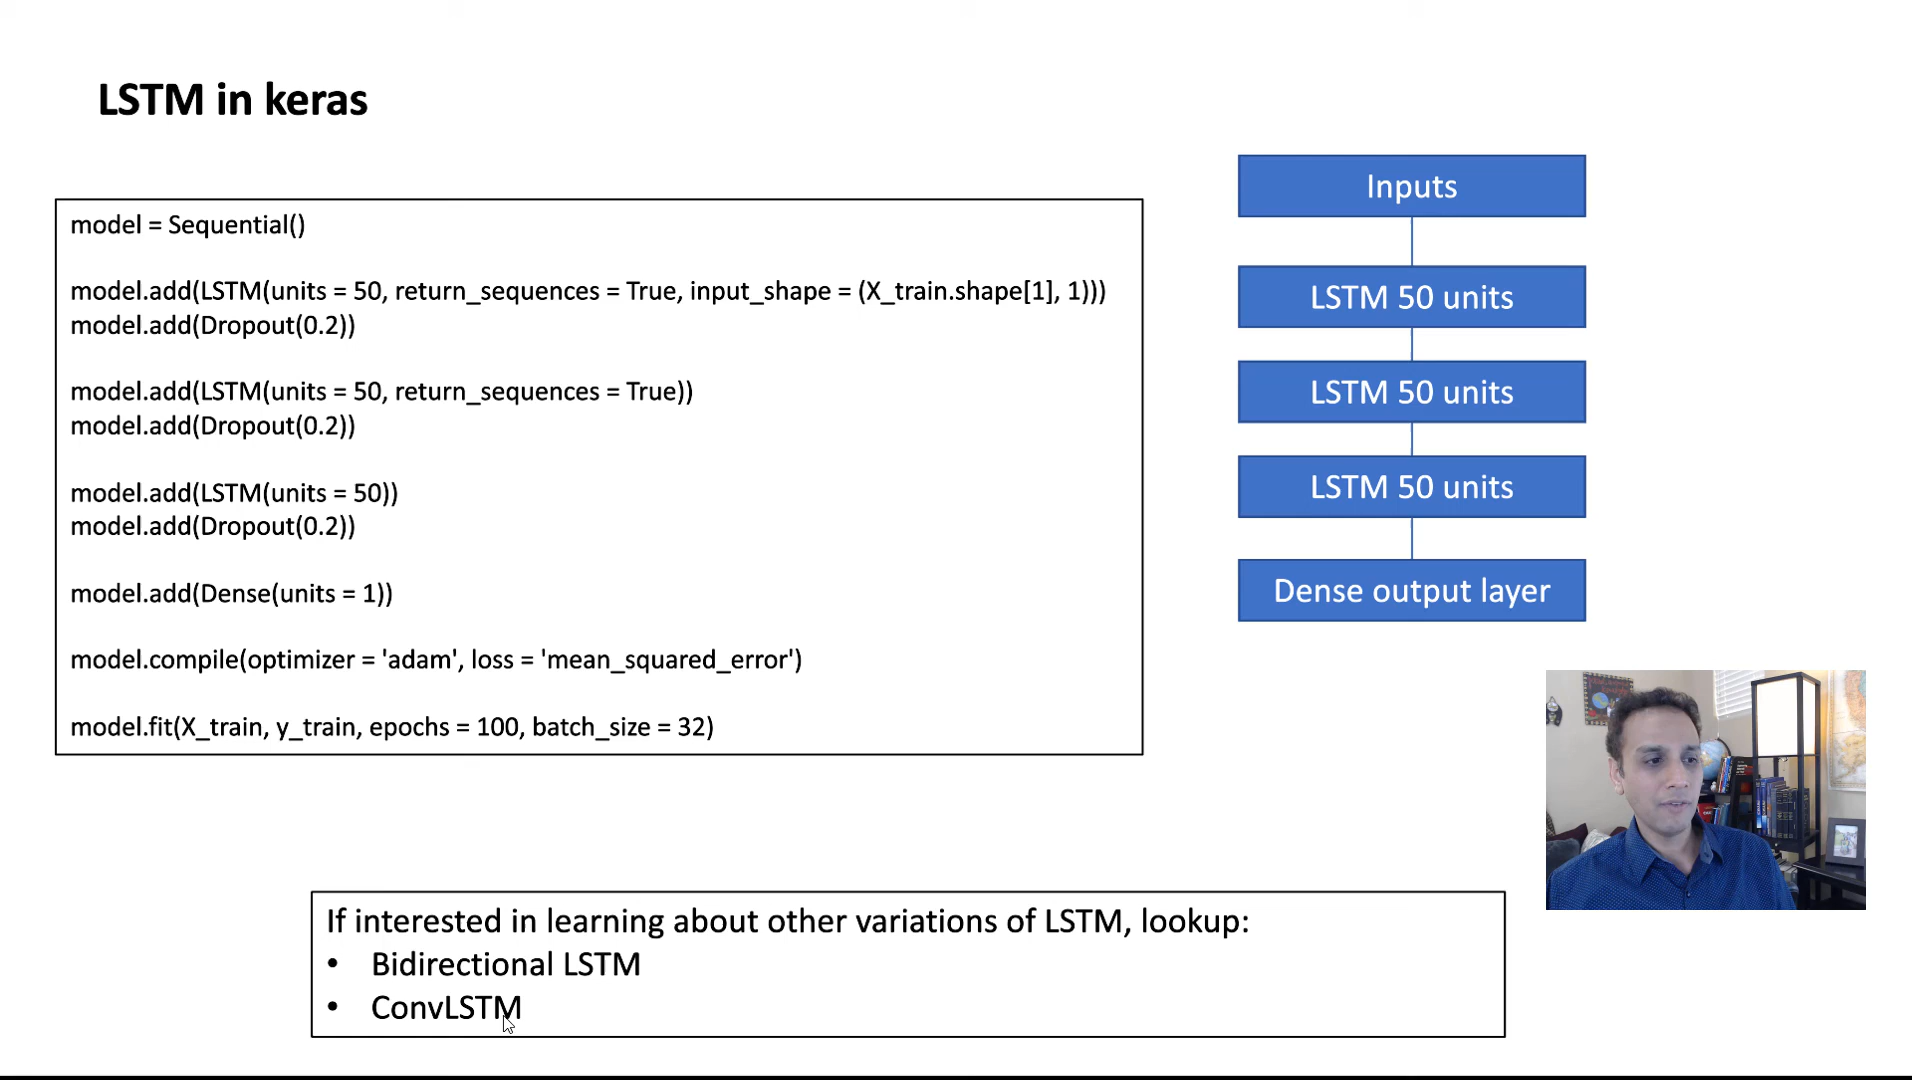 LSTM in keras
model = Sequential()
model.add(LSTM(units = 50, return_sequences = True, input_shape = (X_train.shape[1], 1)))
model.add(Dropout(0.2))
model.add(LSTM(units = 50, return_sequences = True))
model.add(Dropout(0.2))
model.add(LSTM(units = 50))
model.add(Dropout(0.2))
model.add(Dense(units = 1))
model.compile(optimizer = 'adam', loss = 'mean_squared_error')
model.fit(X_train, y_train, epochs = 100, batch_size = 32)
Inputs
LSTM 50 units
LSTM 50 units
LSTM 50 units
Dense output layer
If interested in learning about other variations of LSTM, lookup:
• Bidirectional LSTM
• ConvLSTM